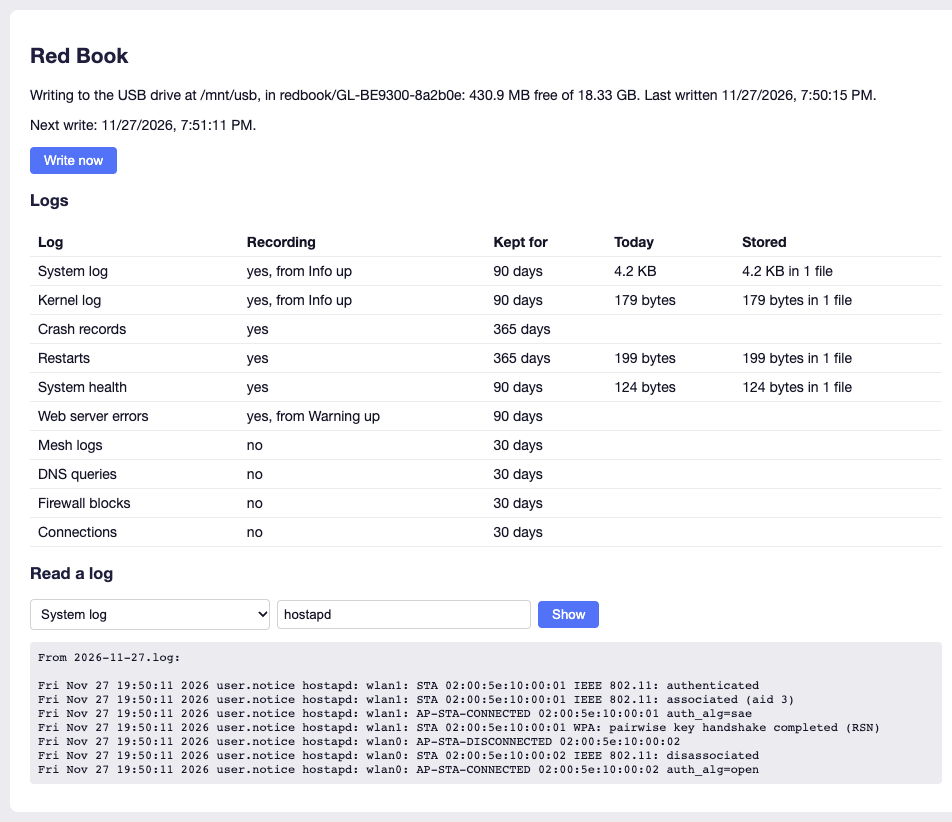 Red Book
Writing to the USB drive at /mnt/usb, in redbook/GL-BE9300-8a2b0e: 430.9 MB free of 18.33 GB. Last written 11/27/2026, 7:50:15 PM.
Next write: 11/27/2026, 7:51:11 PM.
Write now
Logs
Log Recording Kept for Today Stored
System log yes, from Info up 90 days 4.2 KB 4.2 KB in 1 file
Kernel log yes, from Info up 90 days 179 bytes 179 bytes in 1 file
Crash records yes 365 days
Restarts yes 365 days 199 bytes 199 bytes in 1 file
System health yes 90 days 124 bytes 124 bytes in 1 file
Web server errors yes, from Warning up 90 days
Mesh logs no 30 days
DNS queries no 30 days
Firewall blocks no 30 days
Connections no 30 days
Read a log
System log hostapd Show
From 2026-11-27.log:
Fri Nov 27 19:50:11 2026 user.notice hostapd: wlan1: STA 02:00:5e:10:00:01 IEEE 802.11: authenticated
Fri Nov 27 19:50:11 2026 user.notice hostapd: wlan1: STA 02:00:5e:10:00:01 IEEE 802.11: associated (aid 3)
Fri Nov 27 19:50:11 2026 user.notice hostapd: wlan1: AP-STA-CONNECTED 02:00:5e:10:00:01 auth_alg=sae
Fri Nov 27 19:50:11 2026 user.notice hostapd: wlan1: STA 02:00:5e:10:00:01 WPA: pairwise key handshake completed (RSN)
Fri Nov 27 19:50:11 2026 user.notice hostapd: wlan0: AP-STA-DISCONNECTED 02:00:5e:10:00:02
Fri Nov 27 19:50:11 2026 user.notice hostapd: wlan0: STA 02:00:5e:10:00:02 IEEE 802.11: disassociated
Fri Nov 27 19:50:11 2026 user.notice hostapd: wlan0: AP-STA-CONNECTED 02:00:5e:10:00:02 auth_alg=open